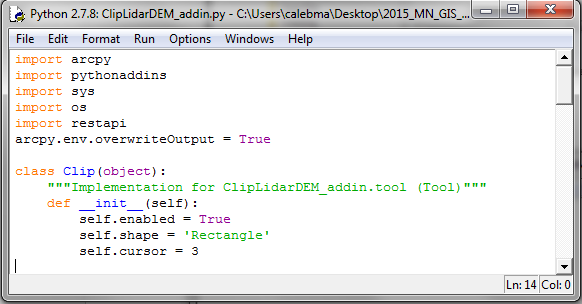 Python 2.7.8: ClipLidarDEM_addin.py - C:\Users\calebma\Desktop\2015_MN_GIS_...
File Edit Format Run Options Windows Help
import arcpy
import pythonaddins
import sys
import os
import restapi
arcpy.env.overwriteOutput = True

class Clip(object):
    """Implementation for ClipLidarDEM_addin.tool (Tool)"""
    def __init__(self):
        self.enabled = True
        self.shape = 'Rectangle'
        self.cursor = 3
Ln: 14 Col: 0